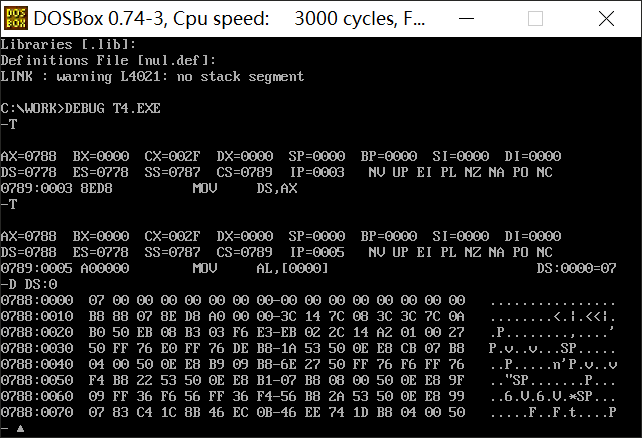 DOS BOX DOSBox 0.74-3, Cpu speed: 3000 cycles, F...
Libraries [.lib]:
Definitions File [nul.def]:
LINK : warning L4021: no stack segment
C:\WORK>DEBUG T4.EXE
-T
AX=0788 BX=0000 CX=002F DX=0000 SP=0000 BP=0000 SI=0000 DI=0000
DS=0778 ES=0778 SS=0787 CS=0789 IP=0003 NV UP EI PL NZ NA PO NC
0789:0003 8ED8 MOV DS,AX
-T
AX=0788 BX=0000 CX=002F DX=0000 SP=0000 BP=0000 SI=0000 DI=0000
DS=0788 ES=0778 SS=0787 CS=0789 IP=0005 NV UP EI PL NZ NA PO NC
0789:0005 A00000 MOV AL,[0000] DS:0000=07
-D DS:0
0788:0000 07 00 00 00 00 00 00 00-00 00 00 00 00 00 00 00 ................
0788:0010 B8 88 07 8E D8 A0 00 00-3C 14 7C 08 3C 3C 7C 0A ........<.|.<<|.
0788:0020 B0 50 EB 08 B3 03 F6 E3-EB 02 2C 14 A2 01 00 27 .P........,....'
0788:0030 50 FF 76 E0 FF 76 DE B8-1A 53 50 0E E8 CB 07 B8 P.v..v...SP.....
0788:0040 04 00 50 0E E8 B9 09 B8-6E 27 50 FF 76 F6 FF 76 ..P.....n'P.v..v
0788:0050 F4 B8 22 53 50 0E E8 B1-07 B8 08 00 50 0E E8 9F .."SP.......P...
0788:0060 09 FF 36 F6 56 FF 36 F4-56 B8 2A 53 50 0E E8 99 ..6.V.6.V.*SP...
0788:0070 07 83 C4 1C 8B 46 EC 0B-46 EE 74 1D B8 04 00 50 .....F..F.t....P
-